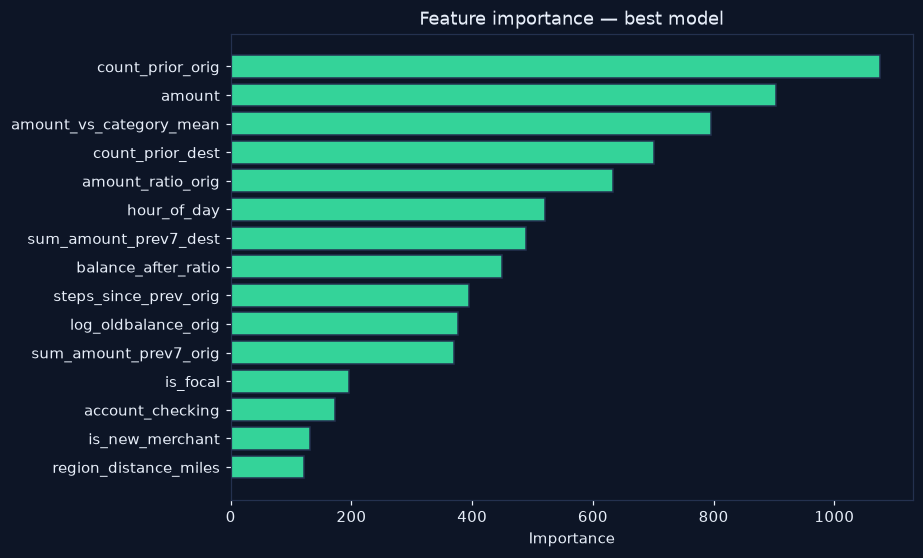 Feature importance — best model
count_prior_orig
amount
amount_vs_category_mean
count_prior_dest
amount_ratio_orig
hour_of_day
sum_amount_prev7_dest
balance_after_ratio
steps_since_prev_orig
log_oldbalance_orig
sum_amount_prev7_orig
is_focal
account_checking
is_new_merchant
region_distance_miles
0 200 400 600 800 1000
Importance